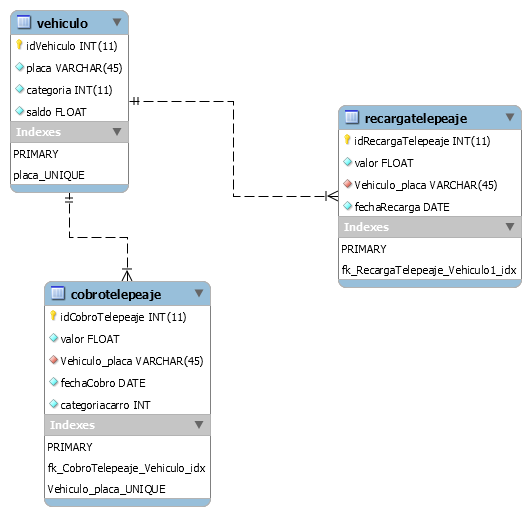 vehiculo
idVehiculo INT(11)
placa VARCHAR(45)
categoria INT(11)
saldo FLOAT
Indexes
PRIMARY
placa_UNIQUE
recargatelepeaje
idRecargaTelepeaje INT(11)
valor FLOAT
Vehiculo_placa VARCHAR(45)
fechaRecarga DATE
Indexes
PRIMARY
fk_RecargaTelepeaje_Vehiculo1_idx
cobrotelepeaje
idCobroTelepeaje INT(11)
valor FLOAT
Vehiculo_placa VARCHAR(45)
fechaCobro DATE
categoriacarro INT
Indexes
PRIMARY
fk_CobroTelepeaje_Vehiculo_idx
Vehiculo_placa_UNIQUE